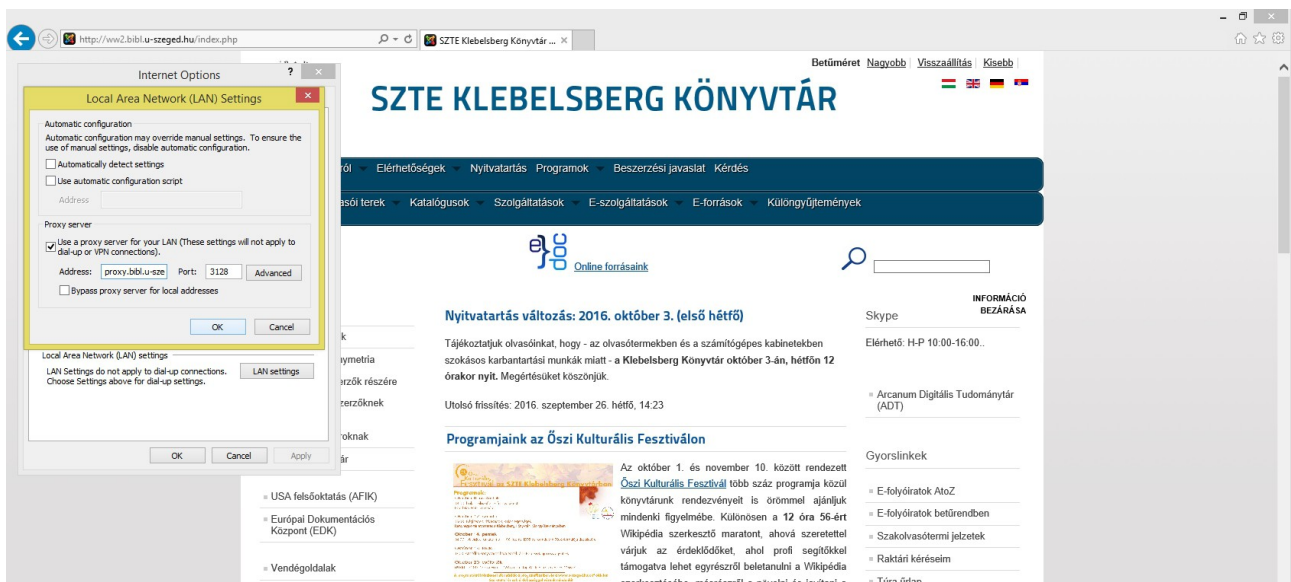 http://ww2.bibl.u-szeged.hu/index.php
SZTE Klebelsberg Könyvtár ...
Internet Options
?
Local Area Network (LAN) Settings
Automatic configuration
Automatic configuration may override manual settings. To ensure the
use of manual settings, disable automatic configuration.
Automatically detect settings
Use automatic configuration script
Address
Proxy server
Use a proxy server for your LAN (These settings will not apply to
dial-up or VPN connections).
Address: proxy.bibl.u-sze Port: 3128 Advanced
Bypass proxy server for local addresses
OK Cancel
Local Area Network (LAN) settings
LAN Settings do not apply to dial-up connections.
Choose Settings above for dial-up settings.
LAN settings
OK Cancel Apply
Betűméret Nagyobb Visszaállítás Kisebb
SZTE KLEBELSBERG KÖNYVTÁR
ról Elérhetőségek Nyitvatartás Programok Beszerzési javaslat Kérdés
asói terek Katalógusok Szolgáltatások E-szolgáltatások E-források Különgyűjtemények
e}doc
Online forrásaink
k
ymetria
erzők részére
zerzőknek
roknak
ár
USA felsőoktatás (AFIK)
Európai Dokumentációs
Központ (EDK)
Vendégoldalak
Nyitvatartás változás: 2016. október 3. (első hétfő)
Tájékoztatjuk olvasóinkat, hogy - az olvasótermekben és a számítógépes kabinetekben
szokásos karbantartási munkák miatt - a Klebelsberg Könyvtár október 3-án, hétfőn 12
órakor nyit. Megértésüket köszönjük.
Utolsó frissítés: 2016. szeptember 26. hétfő, 14:23
Programjaink az Őszi Kulturális Fesztiválon
Az október 1. és november 10. között rendezett
Őszi Kulturális Fesztivál több száz programja közül
könyvtárunk rendezvényeit is örömmel ajánljuk
mindenki figyelmébe. Különösen a 12 óra 56-ért
Wikipédia szerkesztő maratont, ahová szeretettel
várjuk az érdeklődőket, ahol profi segítőkkel
támogatva lehet egyrészről beletanulni a Wikipédia
INFORMÁCIÓ
BEZÁRÁSA
Skype
Elérhető: H-P 10:00-16:00..
Arcanum Digitális Tudománytár
(ADT)
Gyorslinkek
E-folyóiratok AtoZ
E-folyóiratok betűrendben
Szakolvasótermi jelzetek
Raktári kéréseim